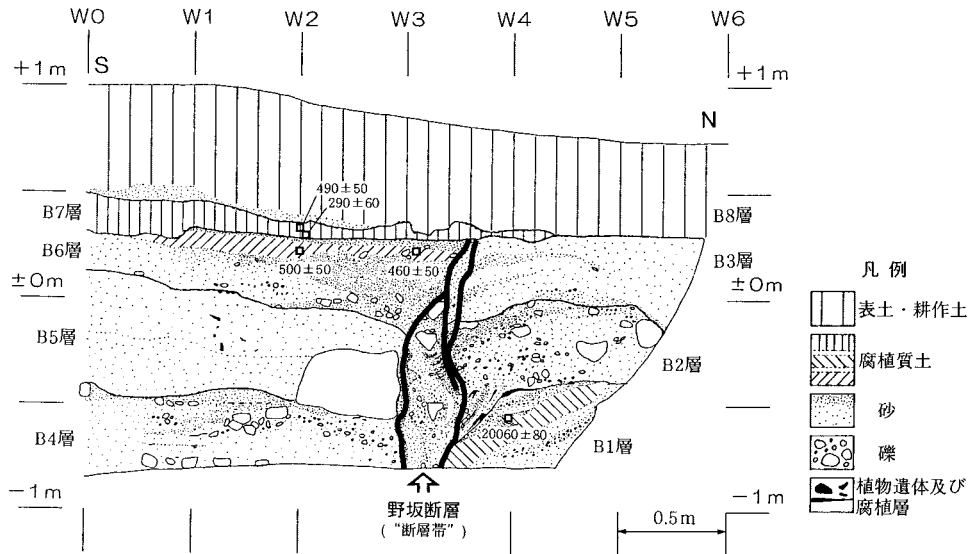 W0 W1 W2 W3 W4 W5 W6
S
+1m
+1m
N
490±50
290±60
B7層
B8層
B6層
500±50
460±50
B3層
±0m
±0m
B5層
B2層
B4層
20060±80
B1層
-1m
-1m
野坂断層
("断層帯")
0.5m
凡例
表土・耕作土
腐植質土
砂
礫
植物遺体及び
腐植層